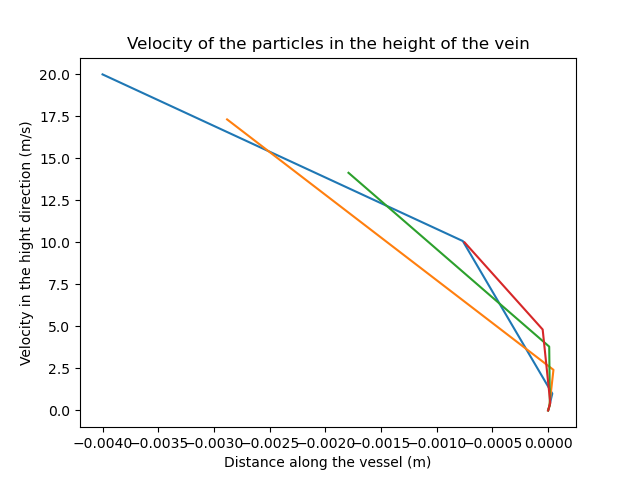 Velocity of the particles in the height of the vein
20.0
17.5
15.0
12.5
10.0
7.5
5.0
2.5
0.0
Velocity in the hight direction (m/s)
−0.0040 −0.0035 −0.0030 −0.0025 −0.0020 −0.0015 −0.0010 −0.0005 0.0000
Distance along the vessel (m)